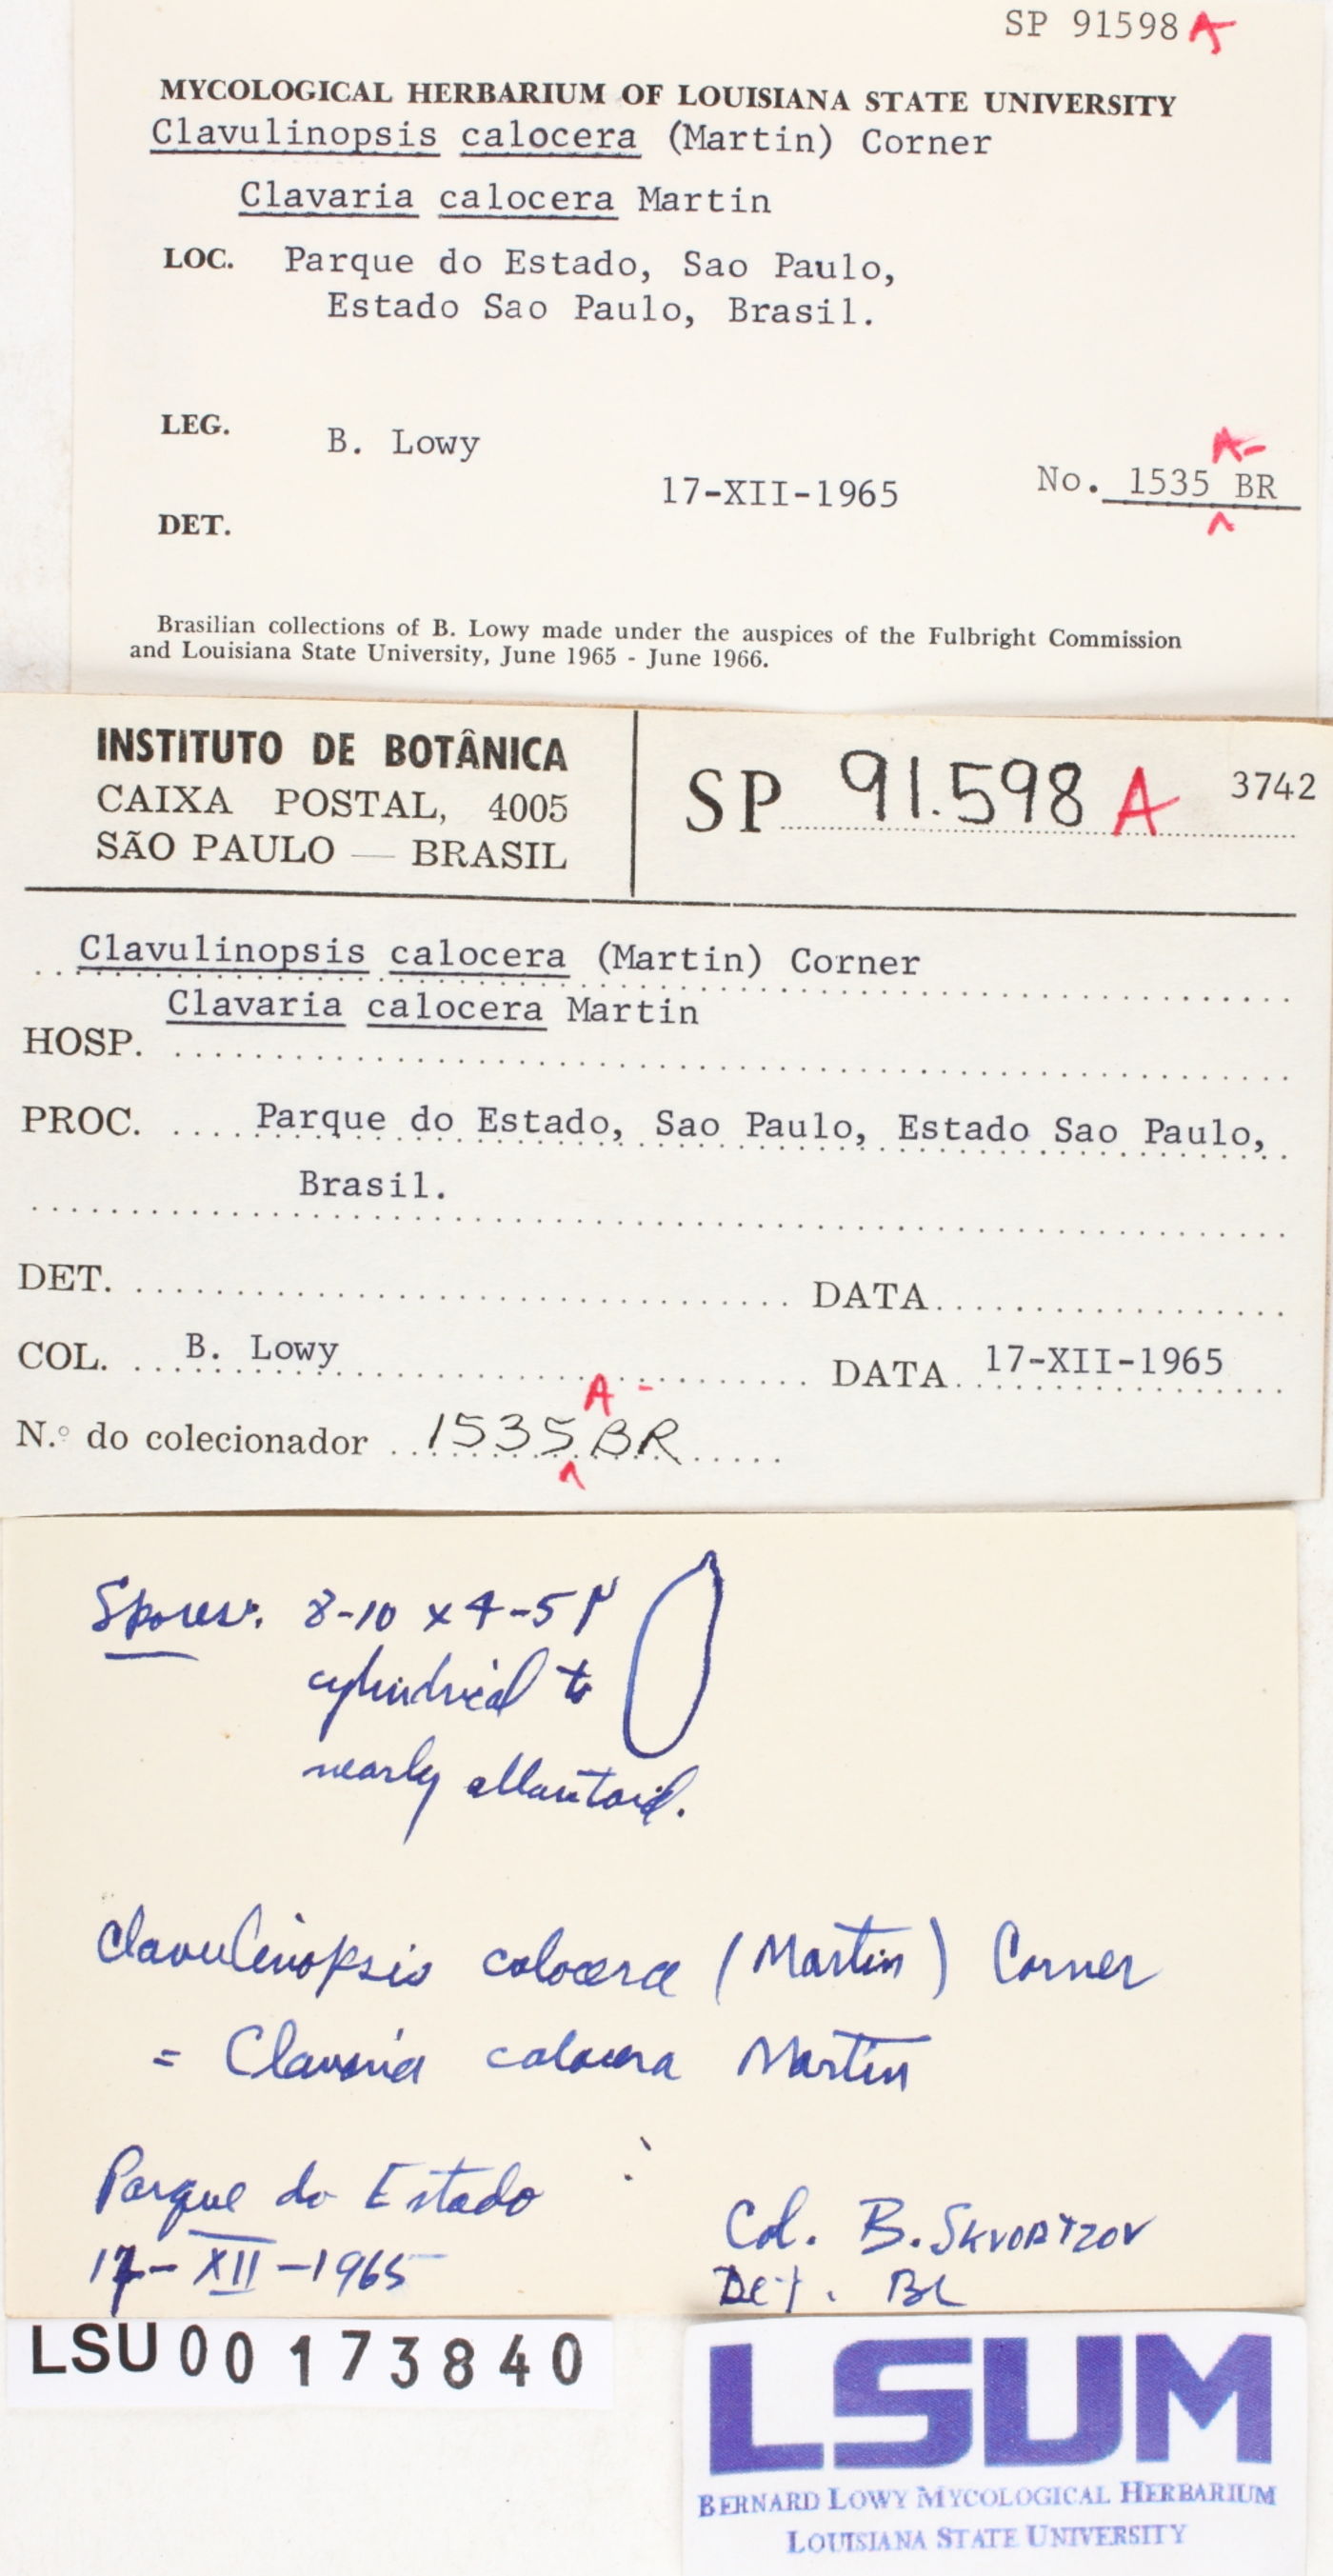 SP 91598 A
MYCOLOGICAL HERBARIUM OF LOUISIANA STATE UNIVERSITY
Clavulinopsis calocera (Martin) Corner
Clavaria calocera Martin
LOC. Parque do Estado, Sao Paulo,
Estado Sao Paulo, Brasil.
LEG. B. Lowy
A-
17-XII-1965 No. 1535 BR
^
DET.
Brasilian collections of B. Lowy made under the auspices of the Fulbright Commission
and Louisiana State University, June 1965 - June 1966.
INSTITUTO DE BOTÂNICA
CAIXA POSTAL, 4005
SÃO PAULO — BRASIL
SP 91.598 A 3742
Clavulinopsis calocera (Martin) Corner
Clavaria calocera Martin
HOSP.
PROC. Parque do Estado, Sao Paulo, Estado Sao Paulo,
Brasil.
DET. DATA
COL. B. Lowy DATA 17-XII-1965
A -
N.º do colecionador 1535 BR
^
Spores: 8-10 x 4-5 µ
cylindrical to
nearly allantoid.
Clavulinopsis calocera (Martin) Corner
= Clavaria calocera Martin
Parque do Estado
17-XII-1965
Col. B. Skvortzov
Det. BL
LSU00173840
LSUM
BERNARD LOWY MYCOLOGICAL HERBARIUM
LOUISIANA STATE UNIVERSITY